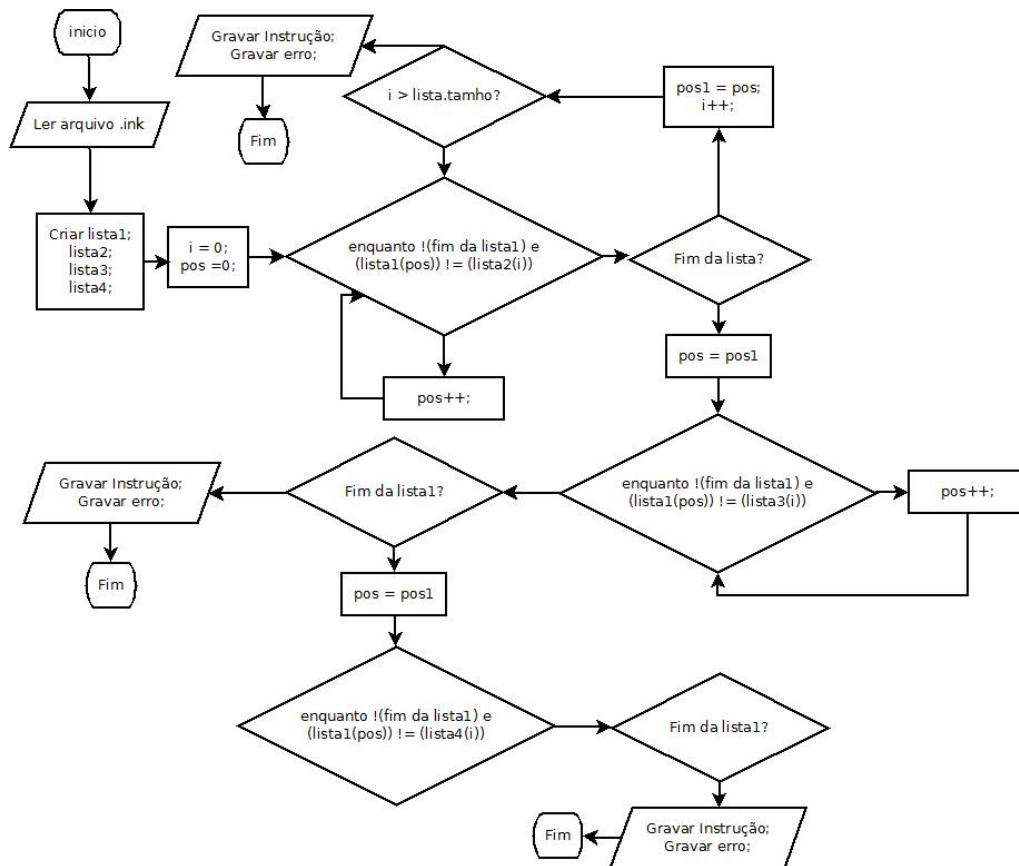 inicio
Ler arquivo .ink
Criar lista1;
lista2;
lista3;
lista4;
i = 0;
pos =0;
Gravar Instrução;
Gravar erro;
Fim
i > lista.tamho?
pos1 = pos;
i++;
enquanto !(fim da lista1) e
(lista1(pos)) != (lista2(i))
Fim da lista?
pos++;
pos = pos1
enquanto !(fim da lista1) e
(lista1(pos)) != (lista3(i))
pos++;
Fim da lista1?
Gravar Instrução;
Gravar erro;
Fim
pos = pos1
enquanto !(fim da lista1) e
(lista1(pos)) != (lista4(i))
Fim da lista1?
Gravar Instrução;
Gravar erro;
Fim